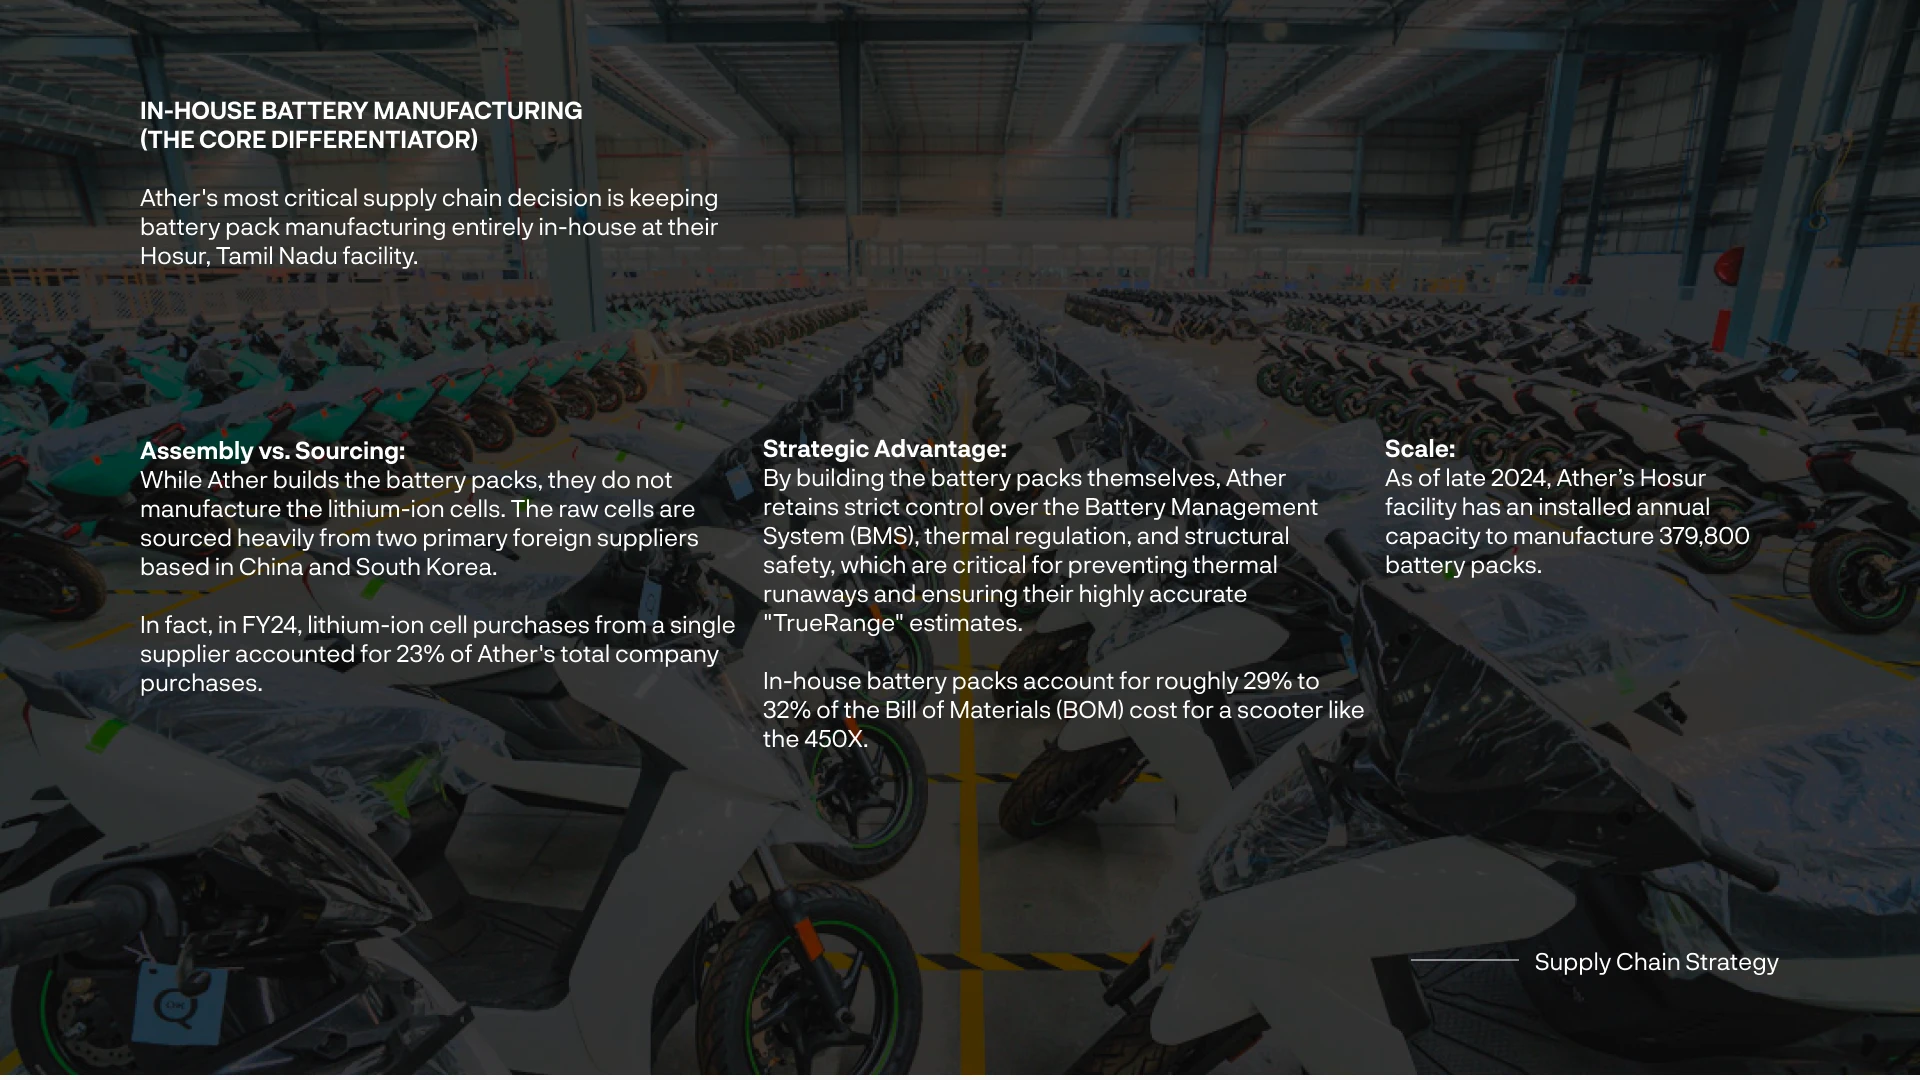 IN-HOUSE BATTERY MANUFACTURING
(THE CORE DIFFERENTIATOR)
Ather's most critical supply chain decision is keeping
battery pack manufacturing entirely in-house at their
Hosur, Tamil Nadu facility.
Assembly vs. Sourcing:
While Ather builds the battery packs, they do not
manufacture the lithium-ion cells. The raw cells are
sourced heavily from two primary foreign suppliers
based in China and South Korea.
In fact, in FY24, lithium-ion cell purchases from a single
supplier accounted for 23% of Ather's total company
purchases.
Strategic Advantage:
By building the battery packs themselves, Ather
retains strict control over the Battery Management
System (BMS), thermal regulation, and structural
safety, which are critical for preventing thermal
runaways and ensuring their highly accurate
"TrueRange" estimates.
In-house battery packs account for roughly 29% to
32% of the Bill of Materials (BOM) cost for a scooter like
the 450X.
Scale:
As of late 2024, Ather’s Hosur
facility has an installed annual
capacity to manufacture 379,800
battery packs.
Supply Chain Strategy